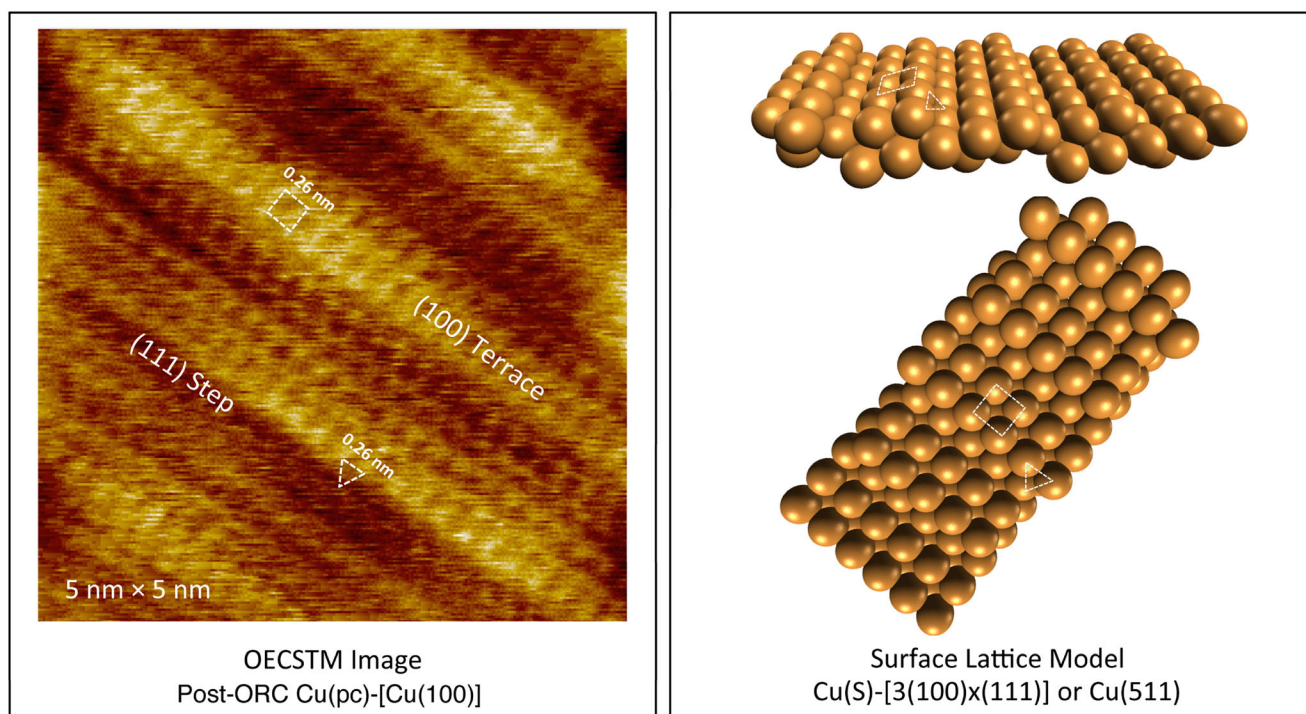 0.26 nm
(100) Terrace
(111) Step
0.26 nm
5 nm × 5 nm
OECSTM Image
Post-ORC Cu(pc)-[Cu(100)]
Surface Lattice Model
Cu(S)-[3(100)x(111)] or Cu(511)